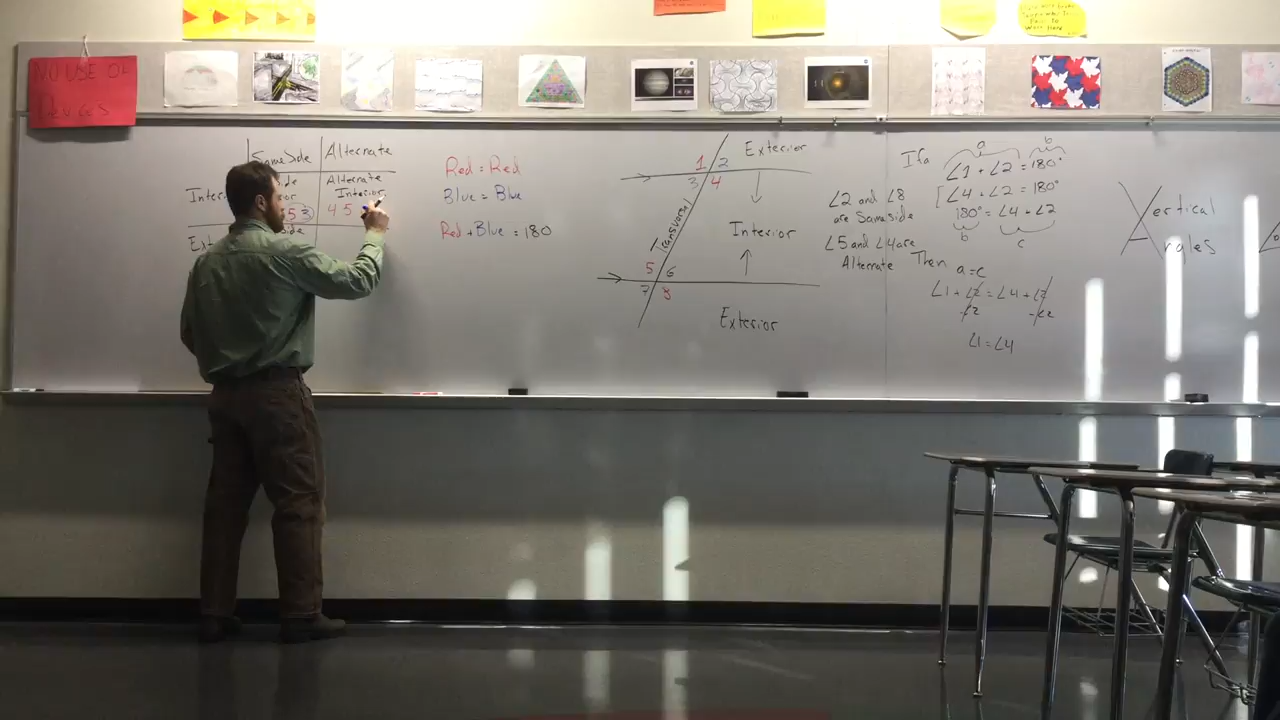 NO USE OF
DEVICES
Same Side
Alternate
Alternate
Interior
5 3
4 5
Red = Red
Blue = Blue
Red + Blue = 180
1 2
3 4
5 6
7 8
Transversal
Exterior
Interior
Exterior
∠2 and ∠8
are Same side
∠5 and ∠4 are
Alternate
If a b
∠1 + ∠2 = 180°
[∠4 + ∠2 = 180°
180° = ∠4 + ∠2
b c
Then a = c
∠1 + ∠2 = ∠4 + ∠2
-∠2 -∠2
∠1 = ∠4
Vertical
Angles